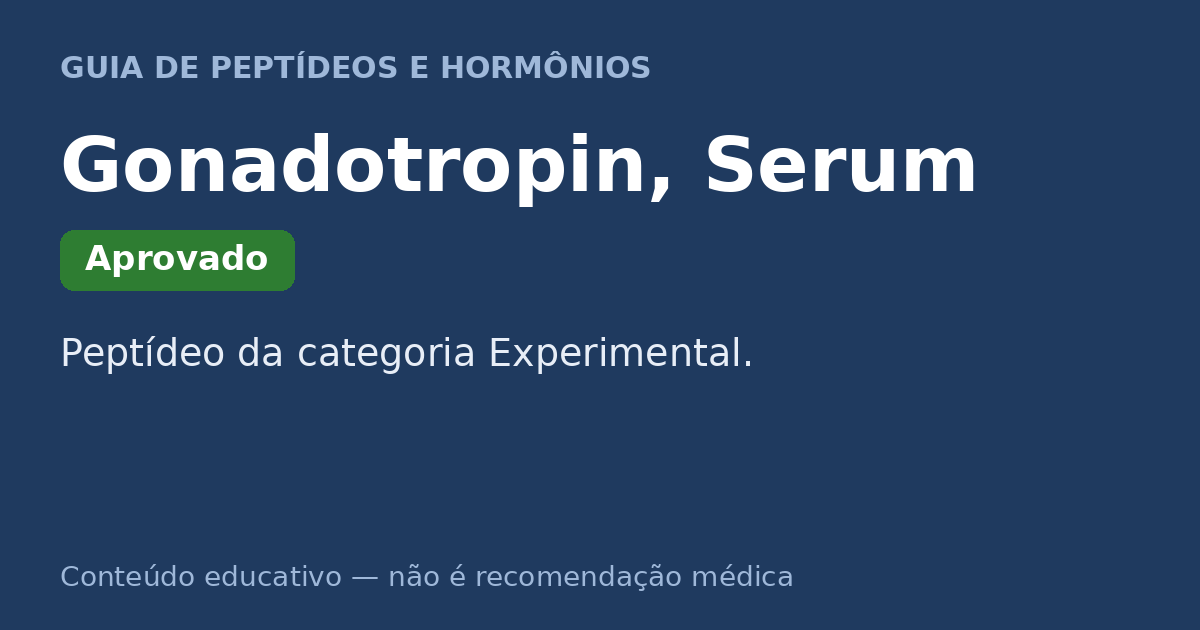 GUIA DE PEPTÍDEOS E HORMÔNIOS
Gonadotropin, Serum
Aprovado
Peptídeo da categoria Experimental.
Conteúdo educativo — não é recomendação médica